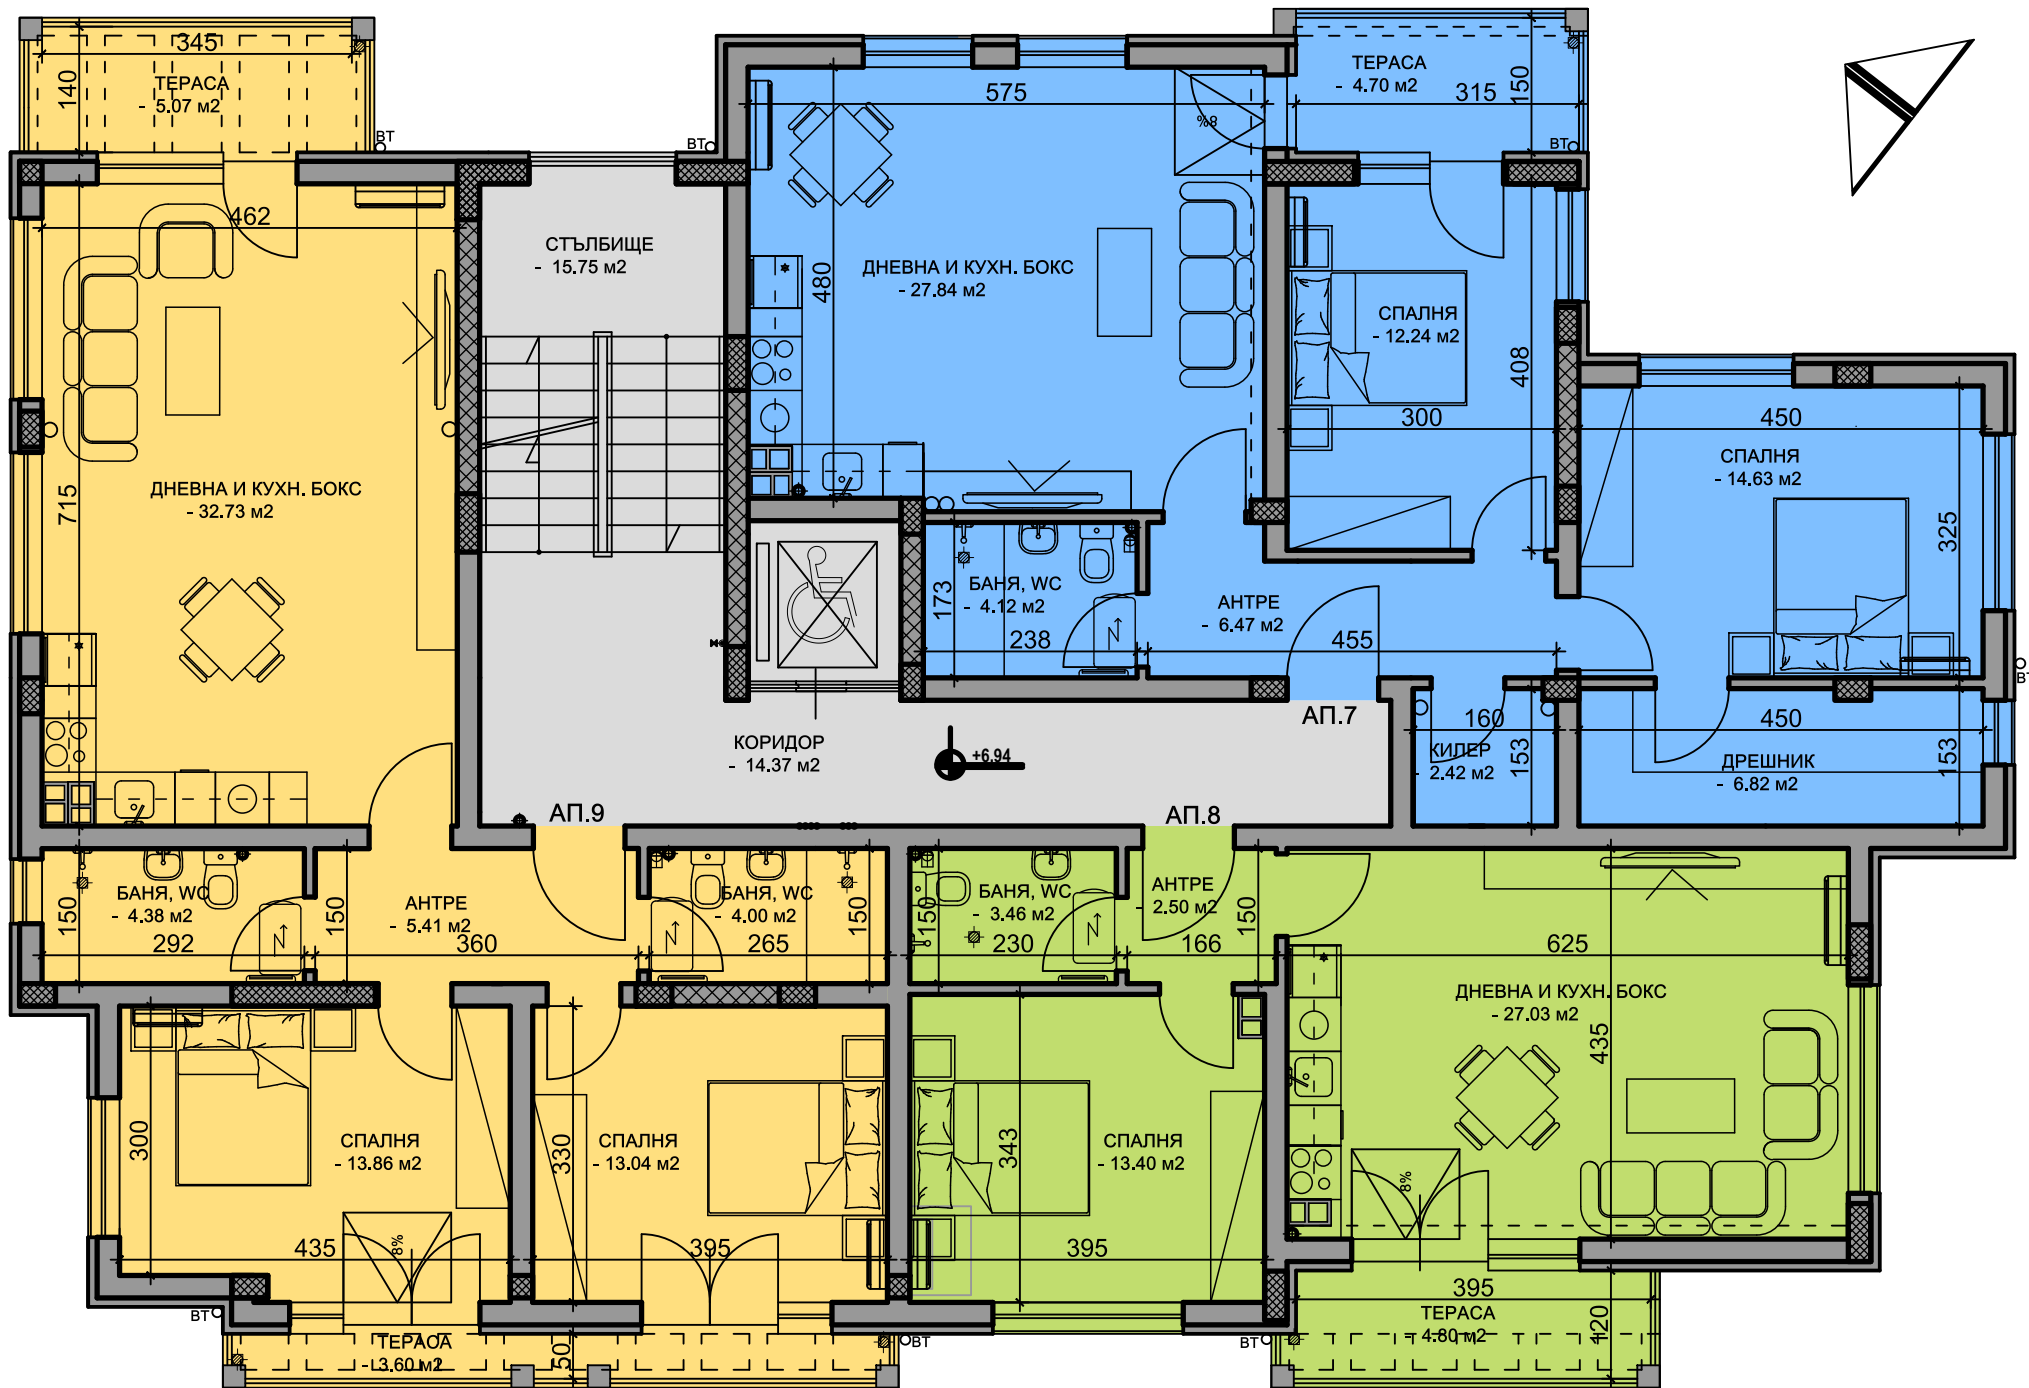 345
140
ТЕРАСА
- 5.07 м2
ВТ
462
715
ДНЕВНА И КУХН. БОКС
- 32.73 м2
СТЪЛБИЩЕ
- 15.75 м2
ВТ
575
480
8%
ДНЕВНА И КУХН. БОКС
- 27.84 м2
ТЕРАСА
- 4.70 м2
315
150
ВТ
СПАЛНЯ
- 12.24 м2
408
300
450
СПАЛНЯ
- 14.63 м2
325
ВТ
БАНЯ, WC
- 4.12 м2
173
238
N
АНТРЕ
- 6.47 м2
455
АП.7
КОРИДОР
- 14.37 м2
+6.94
160
КИЛЕР
- 2.42 м2
153
450
ДРЕШНИК
- 6.82 м2
153
АП.9
АП.8
БАНЯ, WC
- 4.38 м2
150
292
N
150
АНТРЕ
- 5.41 м2
360
БАНЯ, WC
- 4.00 м2
150
265
N
БАНЯ, WC
- 3.46 м2
150
230
N
АНТРЕ
- 2.50 м2
150
166
625
ДНЕВНА И КУХН. БОКС
- 27.03 м2
435
8%
СПАЛНЯ
- 13.86 м2
300
435
8%
СПАЛНЯ
- 13.04 м2
330
395
СПАЛНЯ
- 13.40 м2
343
395
ВТ
ТЕРАСА
- 3.60 м2
50
ВТ
ВТ
395
ТЕРАСА
- 4.80 м2
120